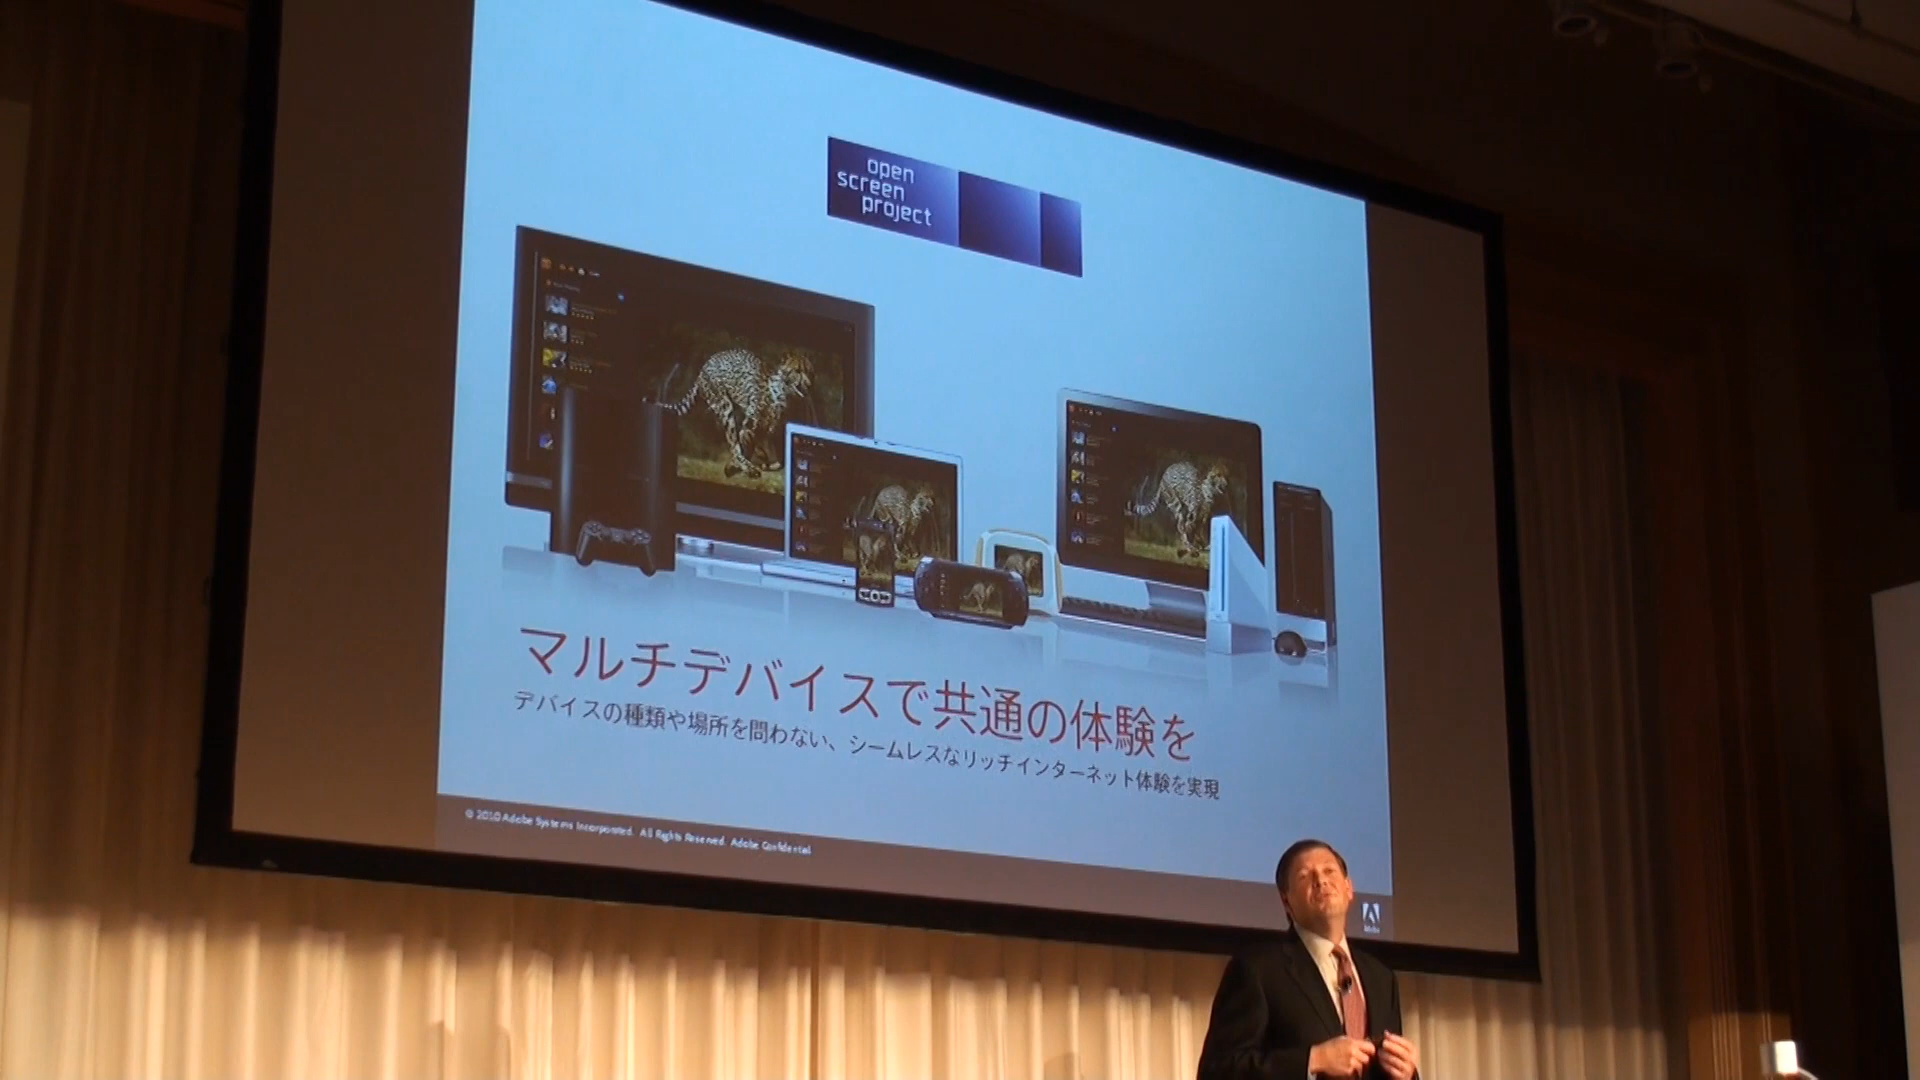 open
screen
project
マルチデバイスで共通の体験を
デバイスの種類や場所を問わない、シームレスなリッチインターネット体験を実現
© 2010 Adobe Systems Incorporated. All Rights Reserved. Adobe Confidential.
Adobe